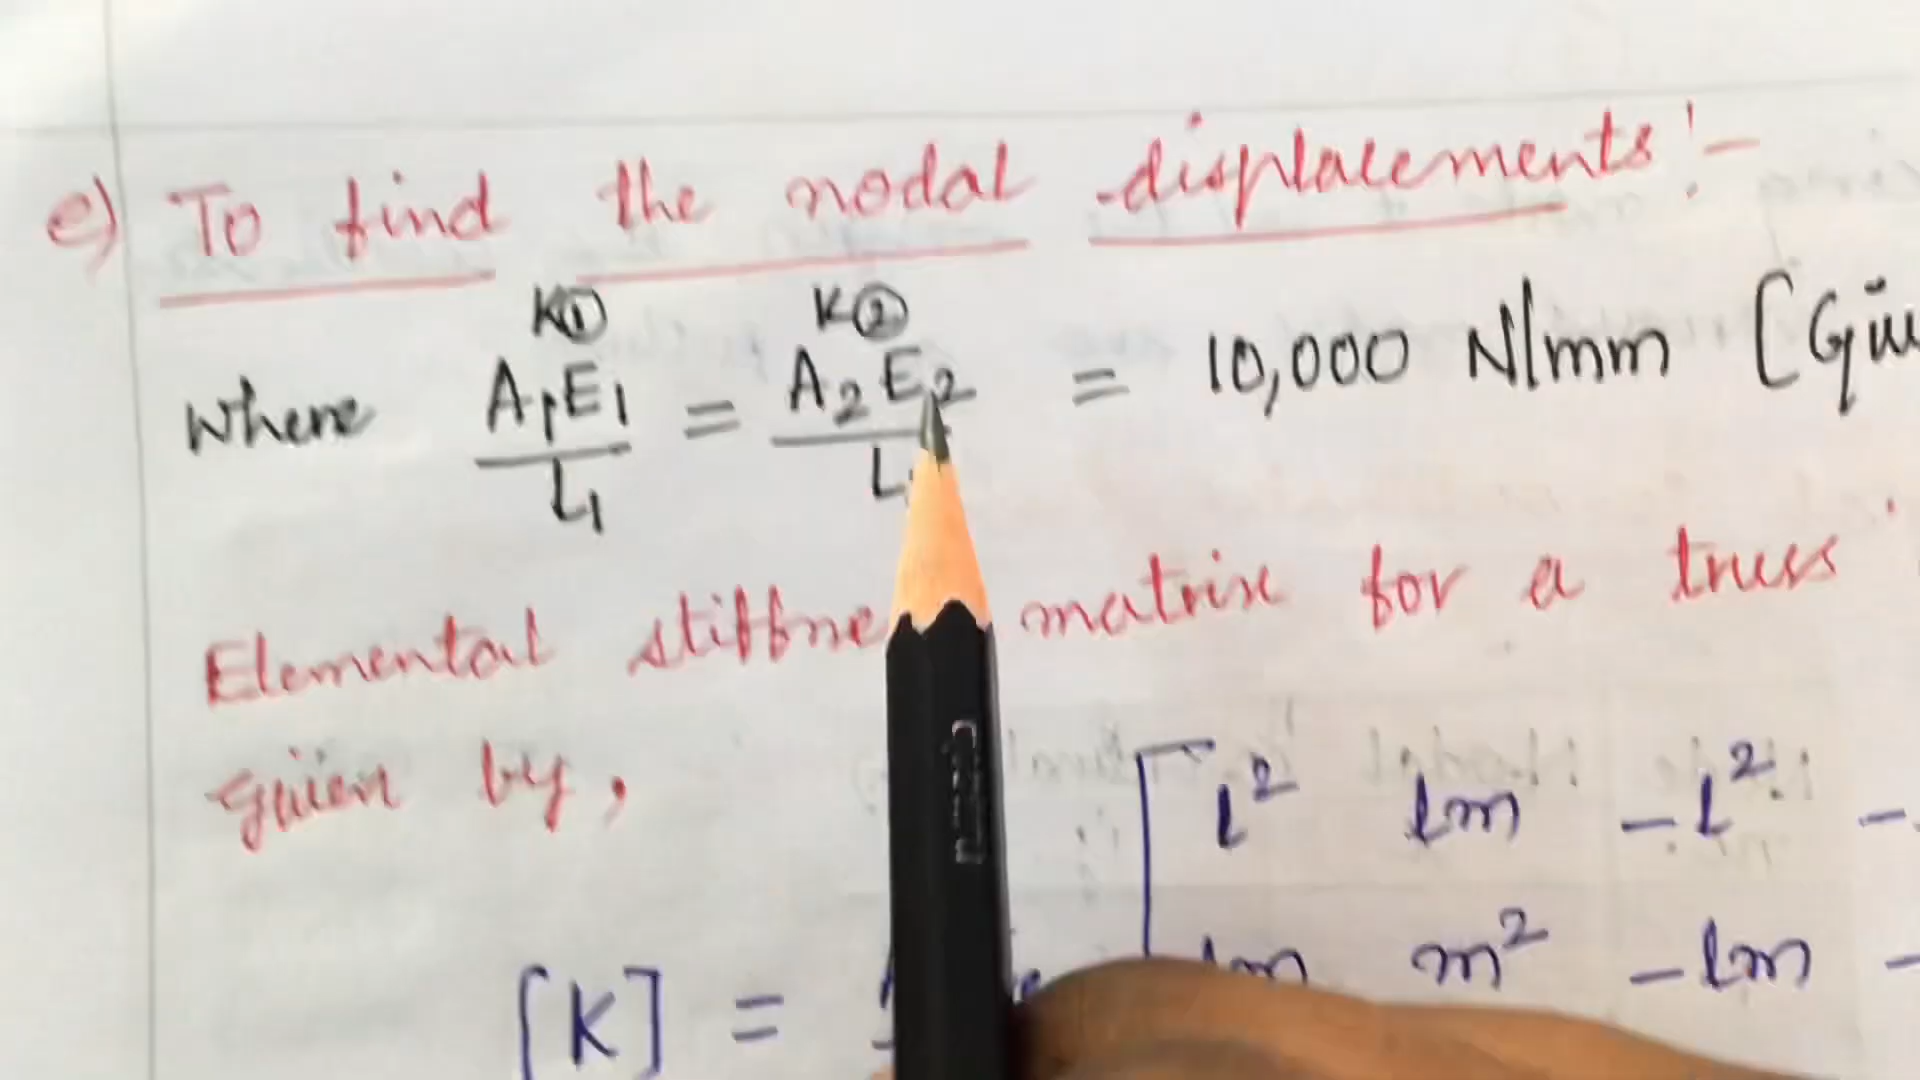 e) To find the nodal displacements:-
K① K②
Where A₁E₁/L₁ = A₂E₂/L = 10,000 N/mm
Elemental stiffne matrix for a truss
given by,
l² lm -l² -
lm m² -lm -
[K] =